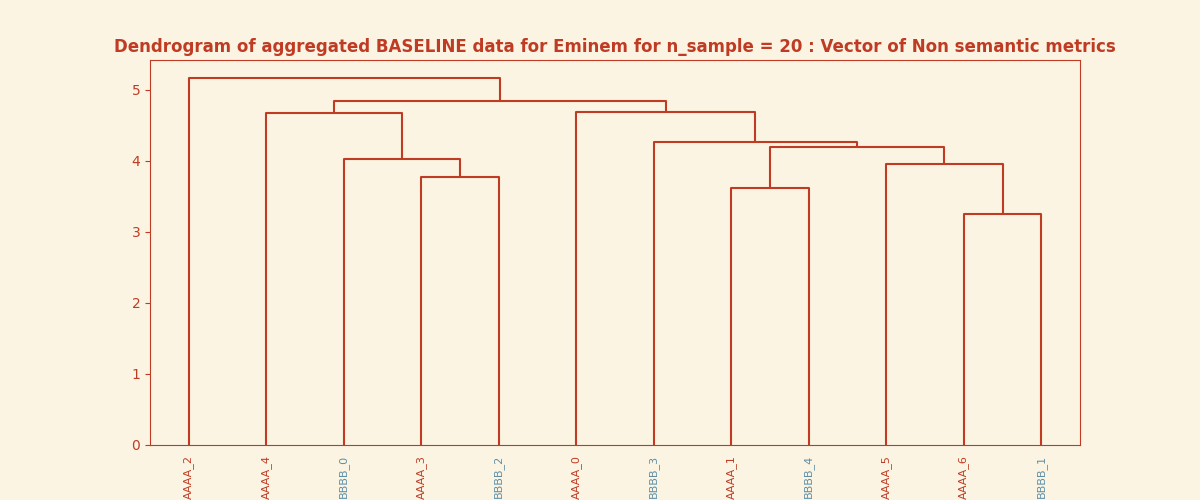 Dendrogram of aggregated BASELINE data for Eminem for n_sample = 20 : Vector of Non semantic metrics
5
4
3
2
1
0
AAAA_2
AAAA_4
BBBB_0
AAAA_3
BBBB_2
AAAA_0
BBBB_3
AAAA_1
BBBB_4
AAAA_5
AAAA_6
BBBB_1